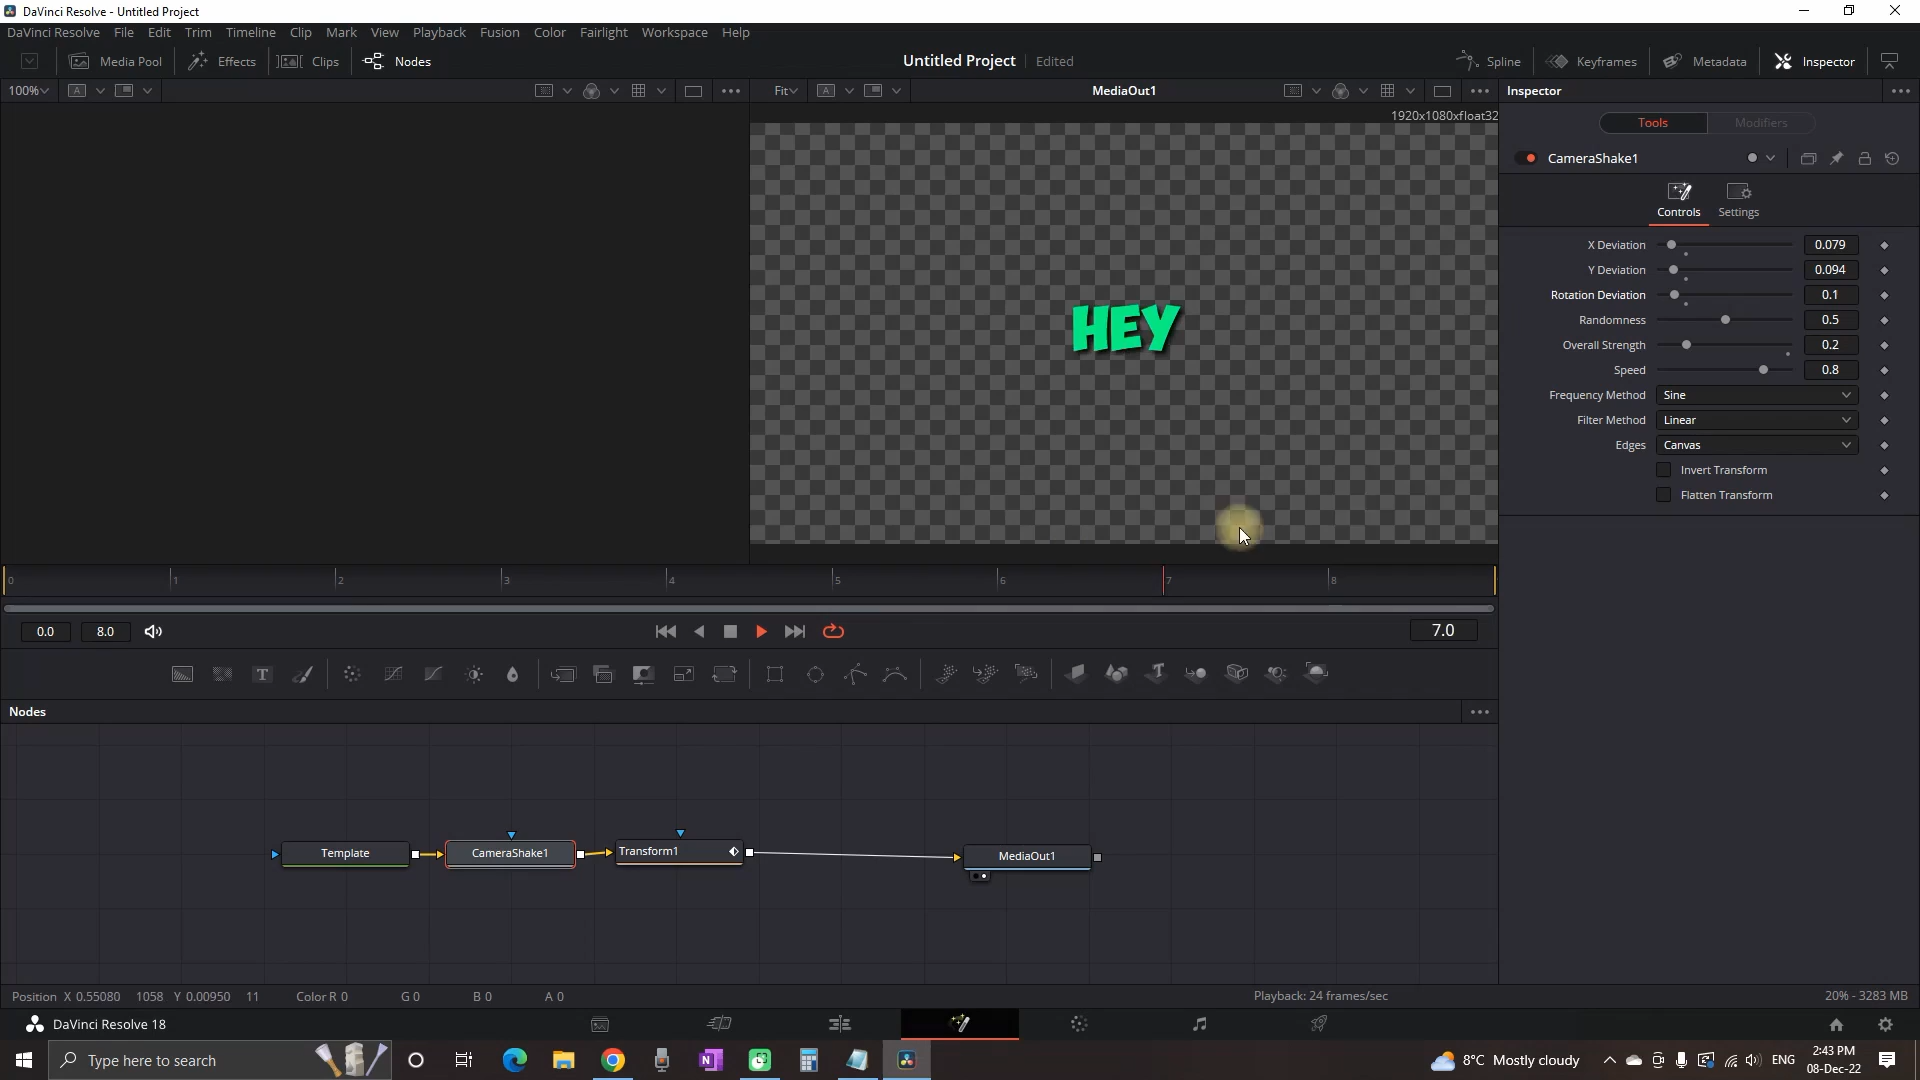 DaVinci Resolve - Untitled Project
DaVinci Resolve File Edit Trim Timeline Clip Mark View Playback Fusion Color Fairlight Workspace Help
Media Pool Effects Clips Nodes Untitled Project Edited Spline Keyframes Metadata Inspector
100% A Fit A MediaOut1 Inspector
1920x1080xfloat32
Tools Modifiers
CameraShake1
Controls Settings
X Deviation 0.079
Y Deviation 0.094
Rotation Deviation 0.1
Randomness 0.5
Overall Strength 0.2
Speed 0.8
Frequency Method Sine
Filter Method Linear
Edges Canvas
Invert Transform
Flatten Transform
HEY
0 1 2 3 4 5 6 7 8
0.0 8.0 7.0
T T
Nodes
Template CameraShake1 Transform1 MediaOut1
Position X 0.55080 1058 Y 0.00950 11 Color R 0 G 0 B 0 A 0 Playback: 24 frames/sec 20% - 3283 MB
DaVinci Resolve 18
Type here to search N 8°C Mostly cloudy ENG 2:43 PM
08-Dec-22